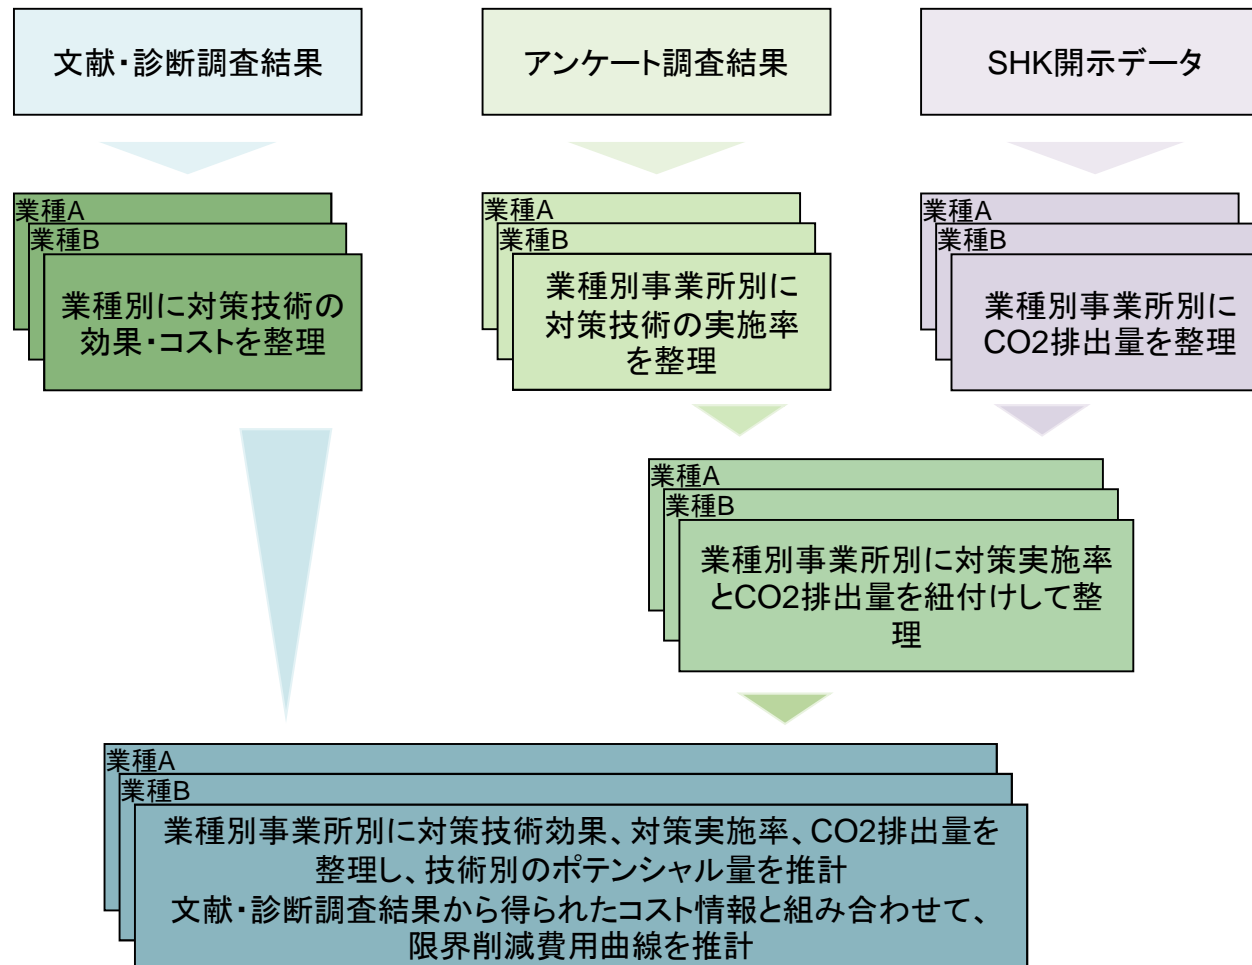 文献・診断調査結果
アンケート調査結果
SHK開示データ
業種A
業種B
業種別に対策技術の
効果・コストを整理
業種A
業種B
業種別事業所別に
対策技術の実施率
を整理
業種A
業種B
業種別事業所別に
CO2排出量を整理
業種A
業種B
業種別事業所別に対策実施率
とCO2排出量を紐付けして整
理
業種A
業種B
業種別事業所別に対策技術効果、対策実施率、CO2排出量を
整理し、技術別のポテンシャル量を推計
文献・診断調査結果から得られたコスト情報と組み合わせて、
限界削減費用曲線を推計